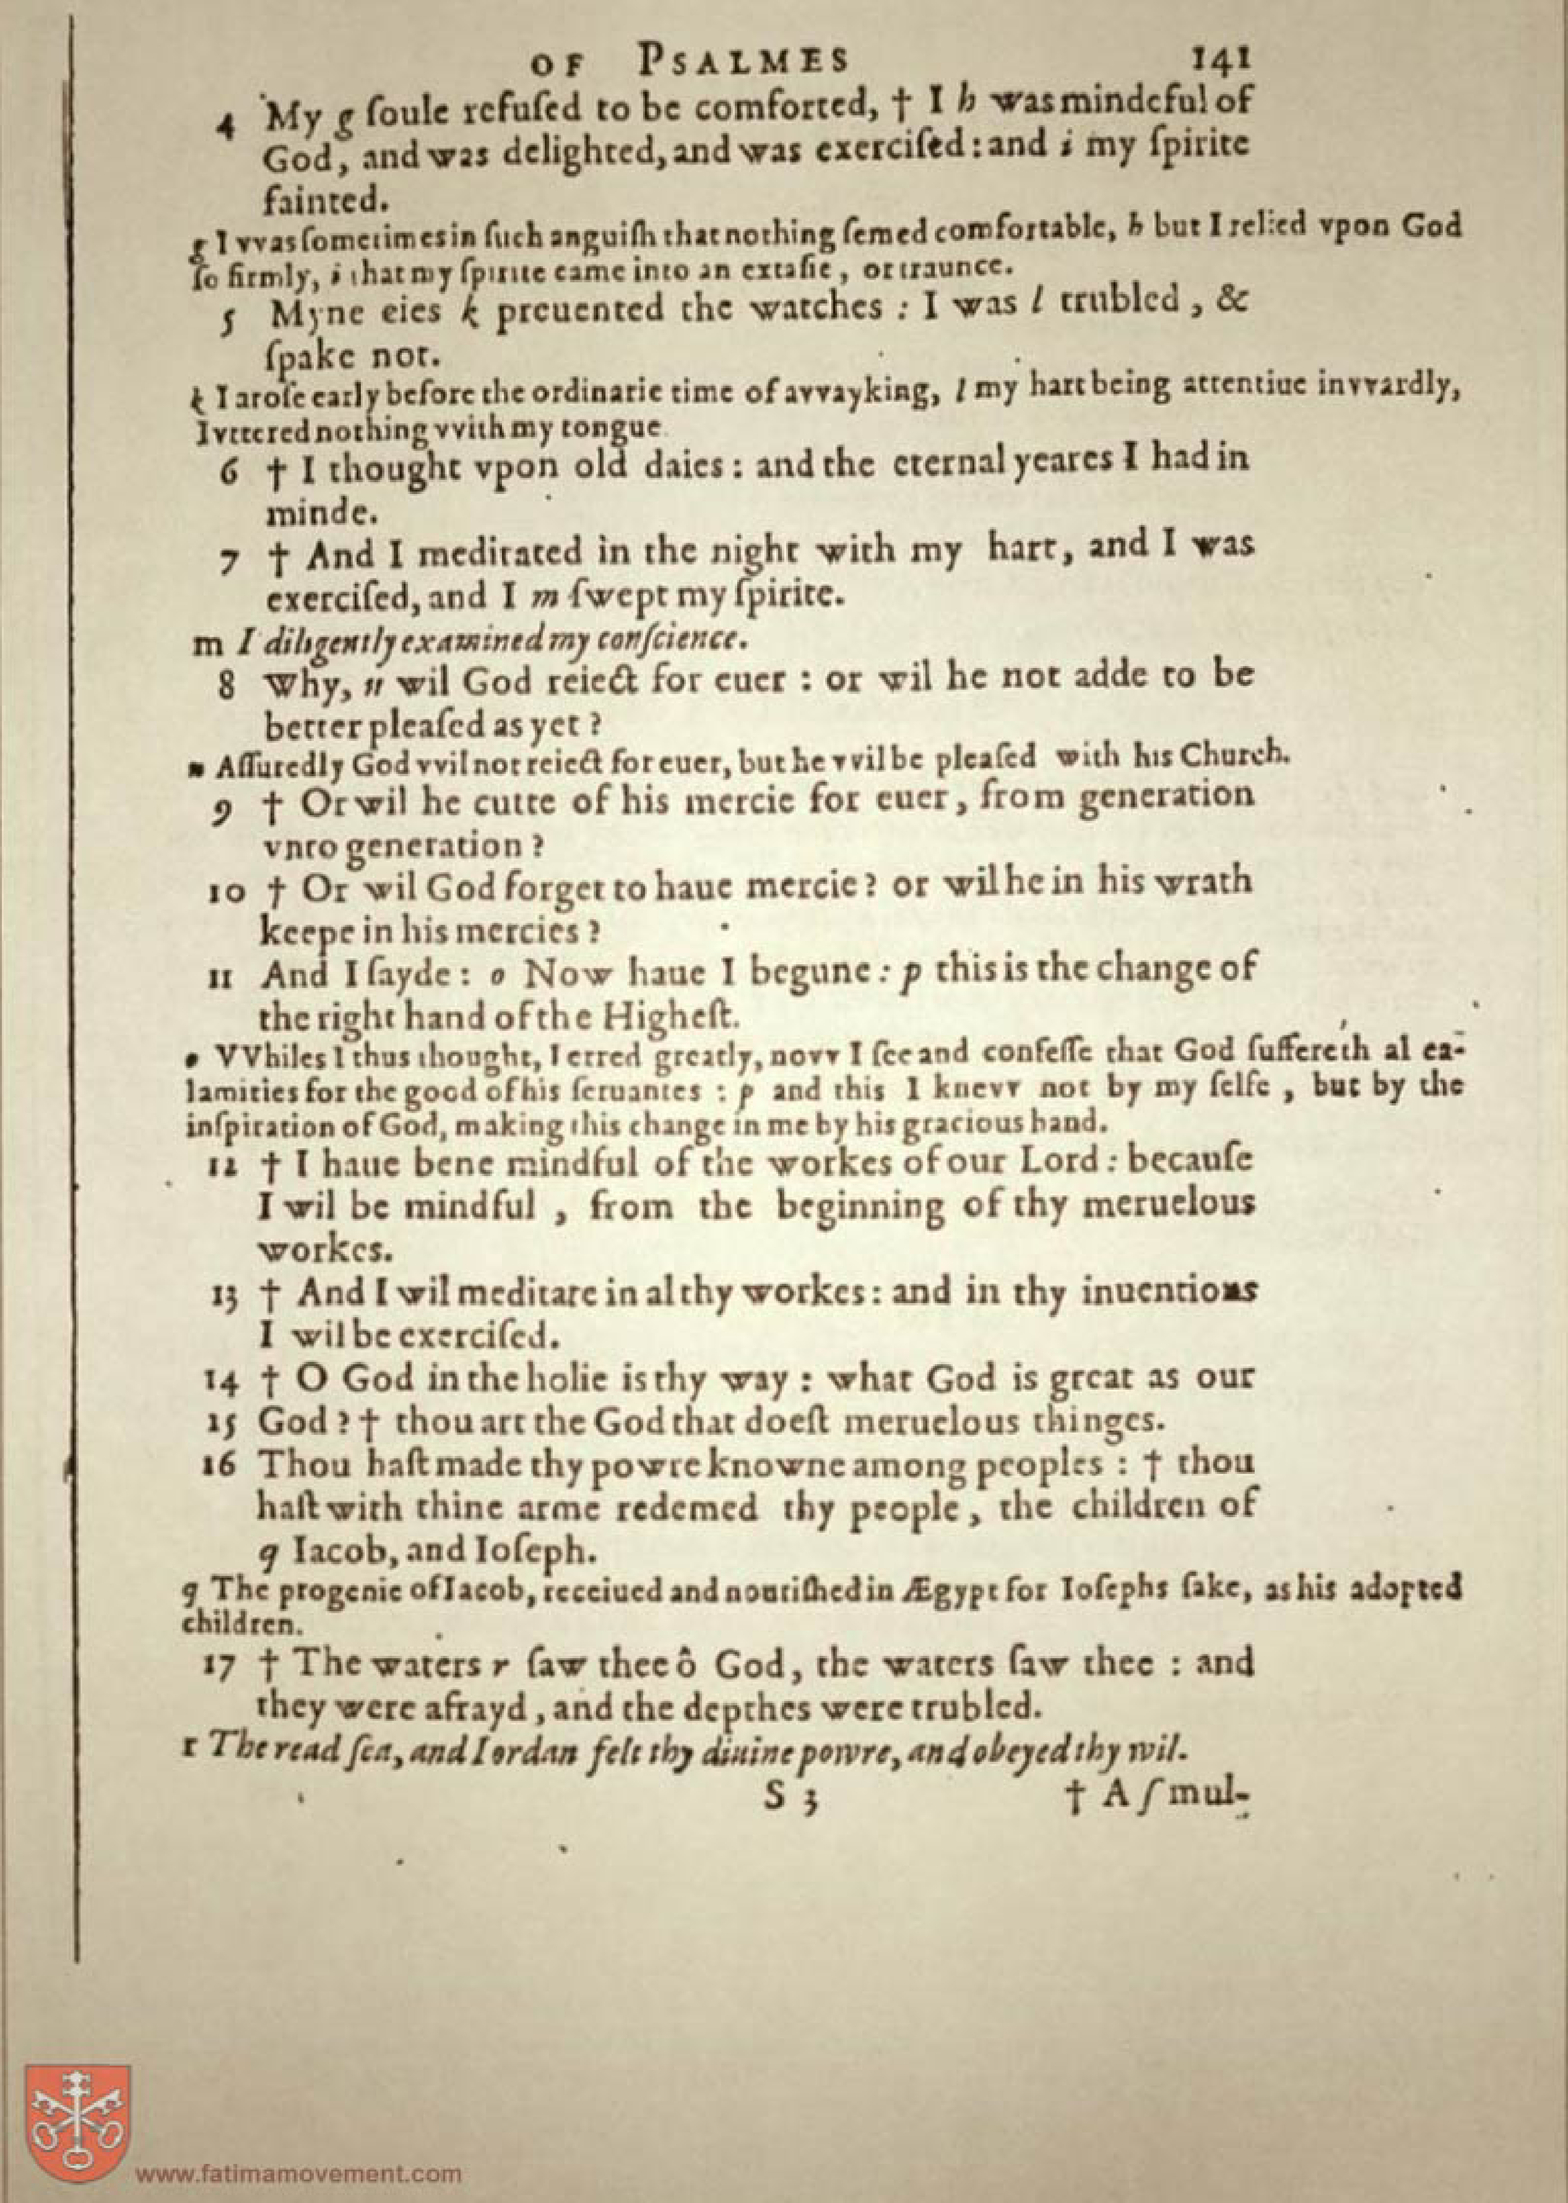 OF PSALMES 141
4 My g ſoule refuſed to be comforted, † I h was mindeful of
God, and was delighted, and was exerciſed: and i my ſpirite
fainted.
g I vvas ſometimes in ſuch anguiſh that nothing ſemed comfortable, h but I relied vpon God
ſo firmly, i that my ſpirite came into an extaſie, or traunce.
5 Myne eies k preuented the watches : I was l trubled, &
ſpake not.
k I aroſe early before the ordinarie time of avvayking, l my hart being attentiue invvardly,
I vttered nothing vvith my tongue.
6 † I thought vpon old daies : and the eternal yeares I had in
minde.
7 † And I meditated in the night with my hart, and I was
exerciſed, and I m ſwept my ſpirite.
m I diligently examined my conſcience.
8 Why, n wil God reiect for euer : or wil he not adde to be
better pleaſed as yet ?
n Aſſuredly God vvil not reiect for euer, but he vvil be pleaſed with his Church.
9 † Or wil he cutte of his mercie for euer, from generation
vnto generation ?
10 † Or wil God forget to haue mercie? or wil he in his wrath
keepe in his mercies ?
11 And I ſayde : o Now haue I begune : p this is the change of
the right hand of the Higheſt.
o VVhiles I thus thought, I erred greatly, novv I ſee and confeſſe that God ſuffereth al ca-
lamities for the good of his ſeruantes : p and this I knevv not by my ſelfe, but by the
inſpiration of God, making this change in me by his gracious hand.
12 † I haue bene mindful of the workes of our Lord : becauſe
I wil be mindful, from the beginning of thy meruelous
workes.
13 † And I wil meditate in al thy workes: and in thy inuentions
I wil be exerciſed.
14 † O God in the holie is thy way : what God is great as our
15 God ? † thou art the God that doeſt meruelous thinges.
16 Thou haſt made thy powre knowne among peoples : † thou
haſt with thine arme redemed thy people, the children of
q Iacob, and Ioſeph.
q The progenie of Iacob, receiued and nouriſhed in Ægypt for Ioſephs ſake, as his adopted
children.
17 † The waters r ſaw thee ô God, the waters ſaw thee : and
they were afrayd, and the depthes were trubled.
r The read ſea, and Iordan felt thy diuine powre, and obeyed thy wil.
S 3 † A ſ mul-
www.fatimamovement.com